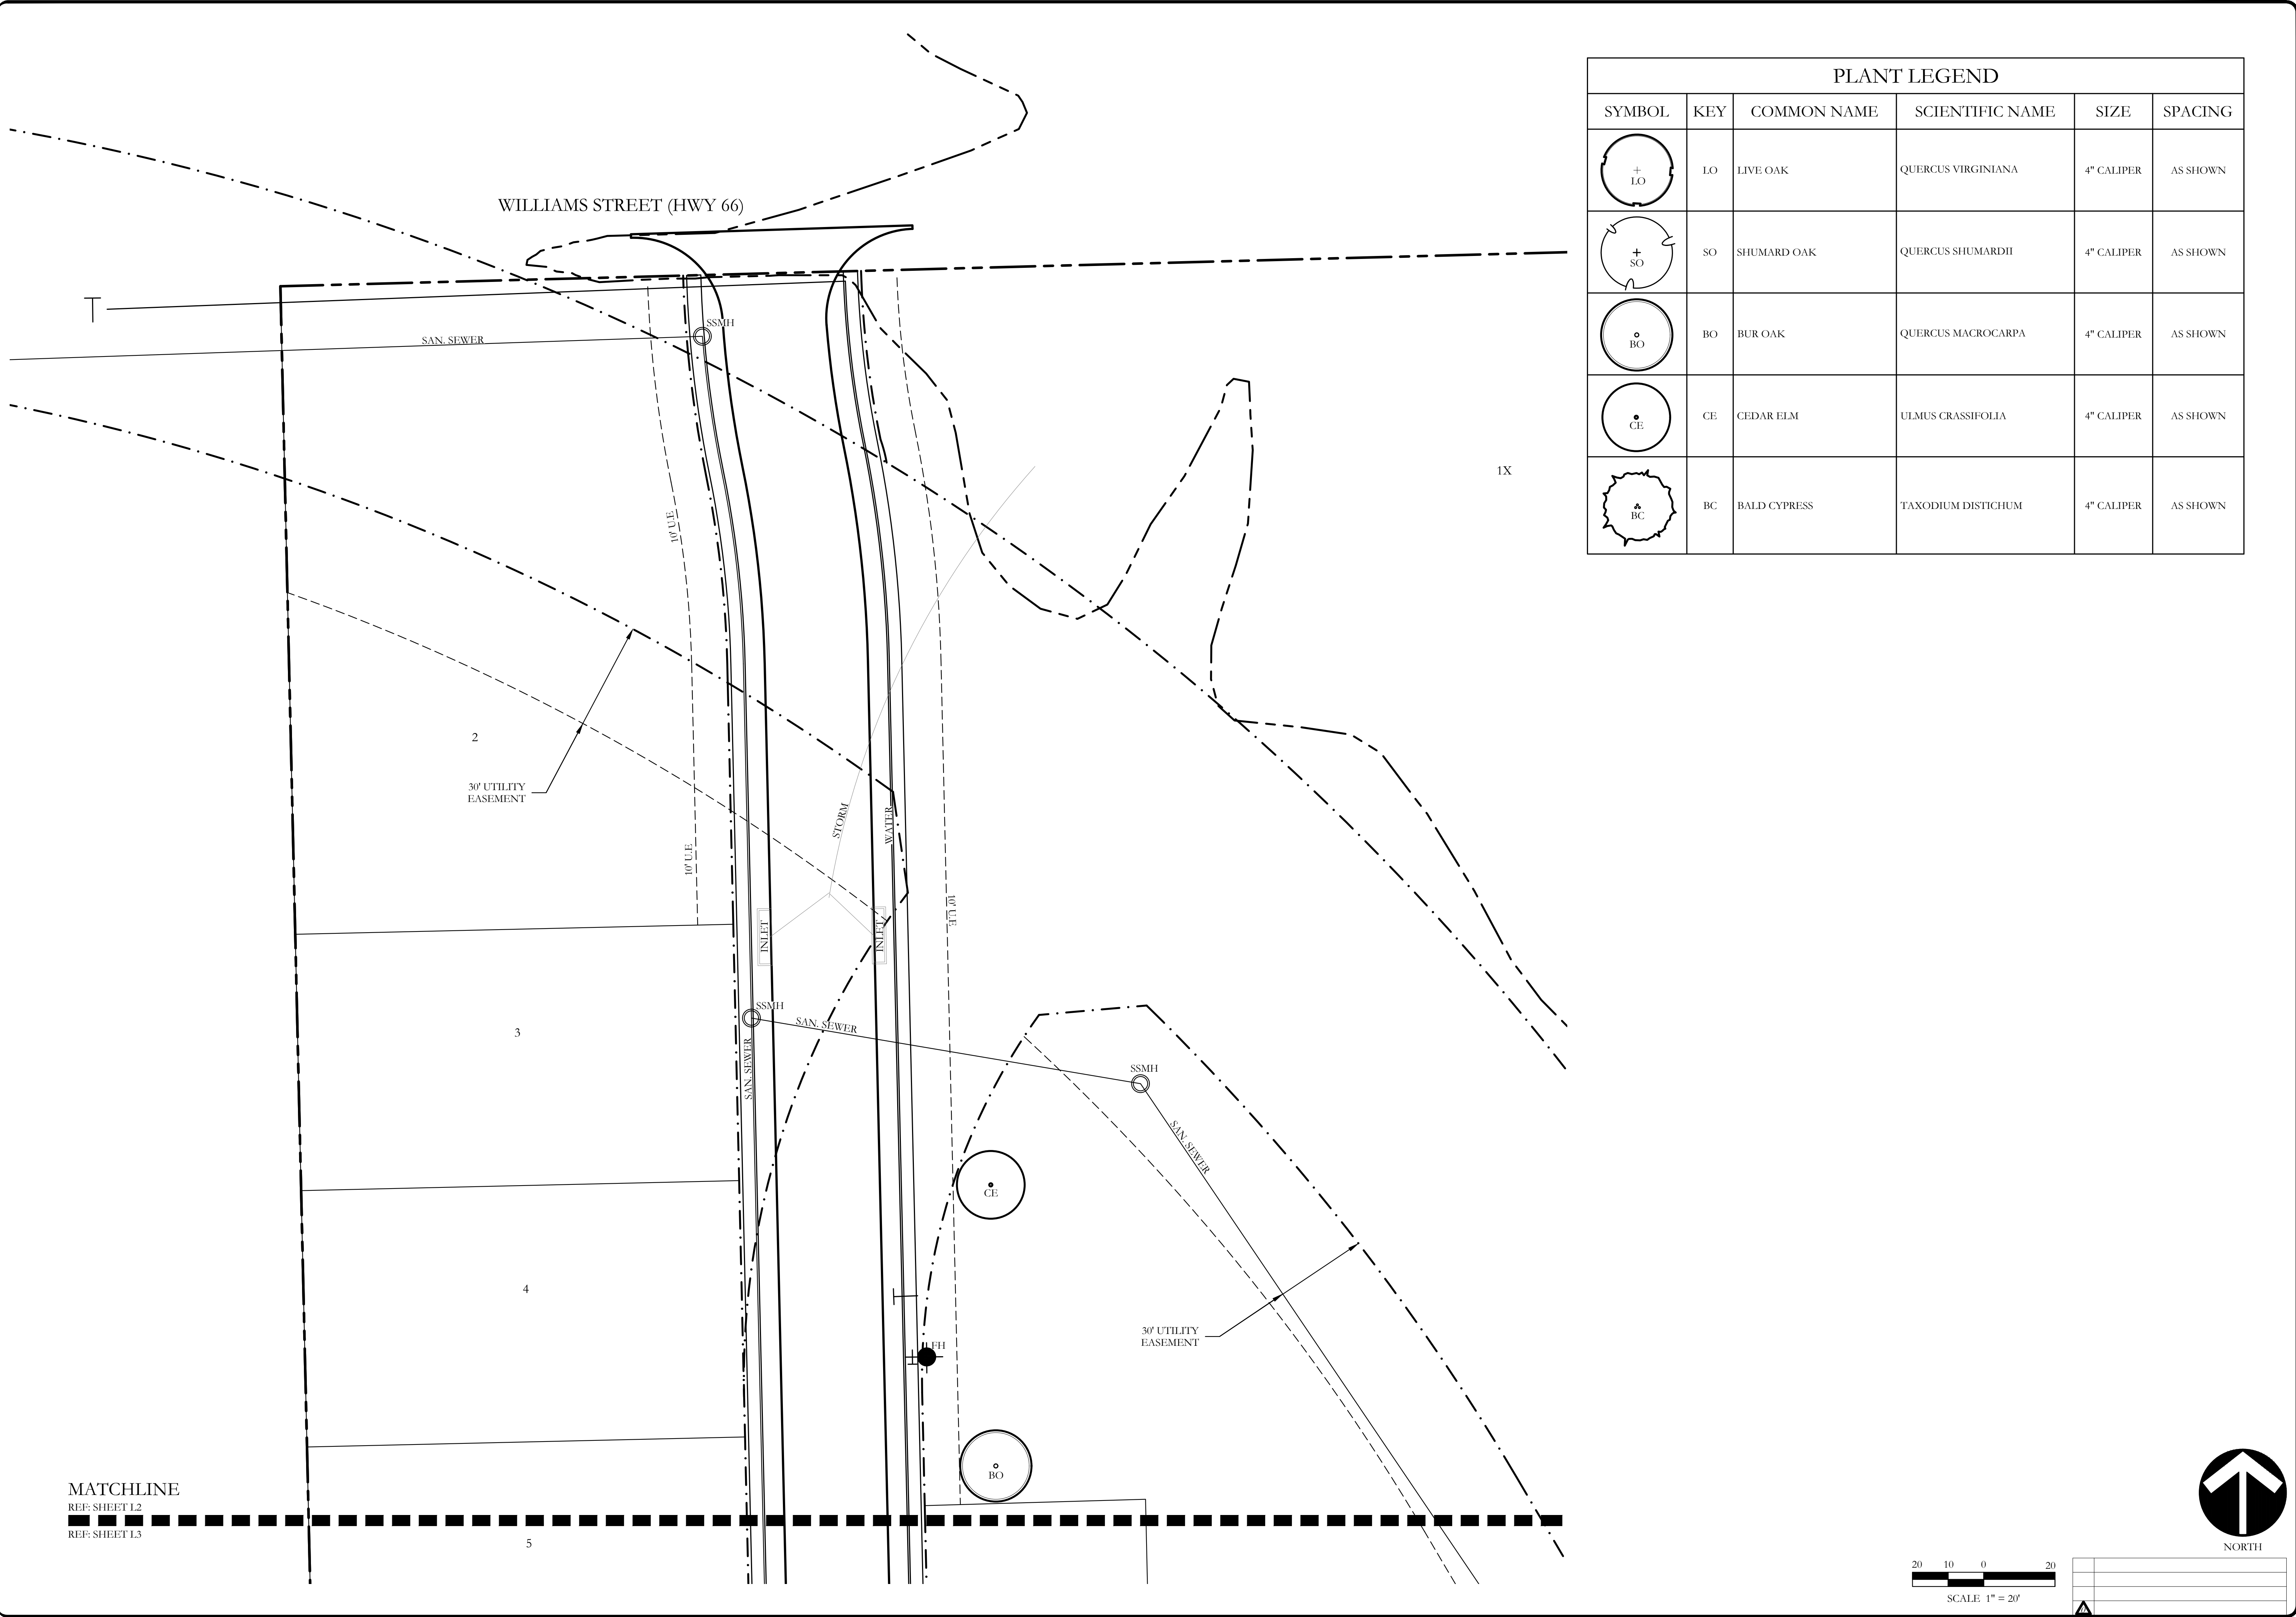 PLANT LEGEND
SYMBOL KEY COMMON NAME SCIENTIFIC NAME SIZE SPACING
LO LO LIVE OAK QUERCUS VIRGINIANA 4" CALIPER AS SHOWN
SO SO SHUMARD OAK QUERCUS SHUMARDII 4" CALIPER AS SHOWN
BO BO BUR OAK QUERCUS MACROCARPA 4" CALIPER AS SHOWN
CE CE CEDAR ELM ULMUS CRASSIFOLIA 4" CALIPER AS SHOWN
BC BC BALD CYPRESS TAXODIUM DISTICHUM 4" CALIPER AS SHOWN
WILLIAMS STREET (HWY 66)
SSMH
SAN. SEWER
1X
10' U.E
2
30' UTILITY
EASEMENT
STORM
WATER
10' U.E
10' U.E
INLET
INLET
SSMH
SAN. SEWER
3
SAN. SEWER
SSMH
SAN. SEWER
CE
4
30' UTILITY
EASEMENT
FH
BO
MATCHLINE
REF: SHEET L2
REF: SHEET L3
5
NORTH
20 10 0 20
SCALE 1" = 20'